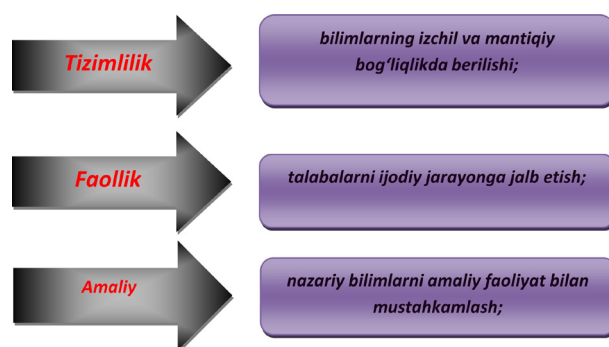 Tizimlilik
bilimlarning izchil va mantiqiy
bog‘liqlikda berilishi;
Faollik
talabalarni ijodiy jarayonga jalb etish;
Amaliy
nazariy bilimlarni amaliy faoliyat bilan
mustahkamlash;